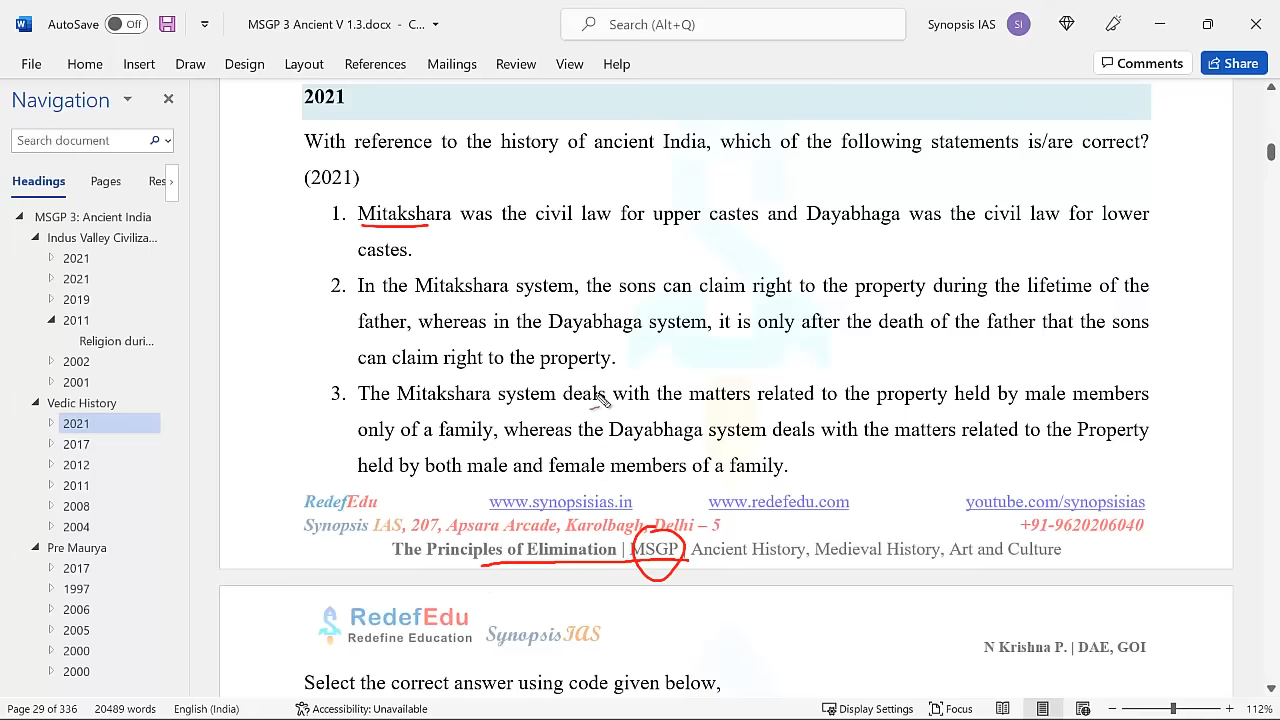 AutoSave Off MSGP 3 Ancient V 1.3.docx - C... Search (Alt+Q) Synopsis IAS SI
File Home Insert Draw Design Layout References Mailings Review View Help Comments Share
Navigation
Search document
Headings Pages Res
MSGP 3: Ancient India
Indus Valley Civiliza...
2021
2021
2019
2011
Religion duri...
2002
2001
Vedic History
2021
2017
2012
2011
2008
2004
Pre Maurya
2017
1997
2006
2005
2000
2000
2021
With reference to the history of ancient India, which of the following statements is/are correct?
(2021)
1. Mitakshara was the civil law for upper castes and Dayabhaga was the civil law for lower
castes.
2. In the Mitakshara system, the sons can claim right to the property during the lifetime of the
father, whereas in the Dayabhaga system, it is only after the death of the father that the sons
can claim right to the property.
3. The Mitakshara system deals with the matters related to the property held by male members
only of a family, whereas the Dayabhaga system deals with the matters related to the Property
held by both male and female members of a family.
RedefEdu www.synopsisias.in www.redefedu.com youtube.com/synopsisias
Synopsis IAS, 207, Apsara Arcade, Karolbagh, Delhi – 5 +91-9620206040
The Principles of Elimination | MSGP | Ancient History, Medieval History, Art and Culture
RedefEdu
Redefine Education SynopsisIAS
N Krishna P. | DAE, GOI
Select the correct answer using code given below,
Page 29 of 336 20489 words English (India) Accessibility: Unavailable Display Settings Focus 112%